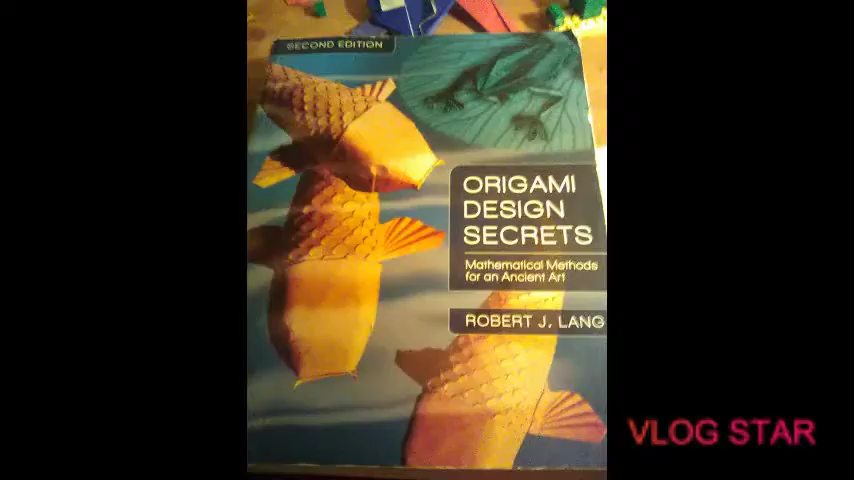 SECOND EDITION
ORIGAMI
DESIGN
SECRETS
Mathematical Methods
for an Ancient Art
ROBERT J. LANG
VLOG STAR